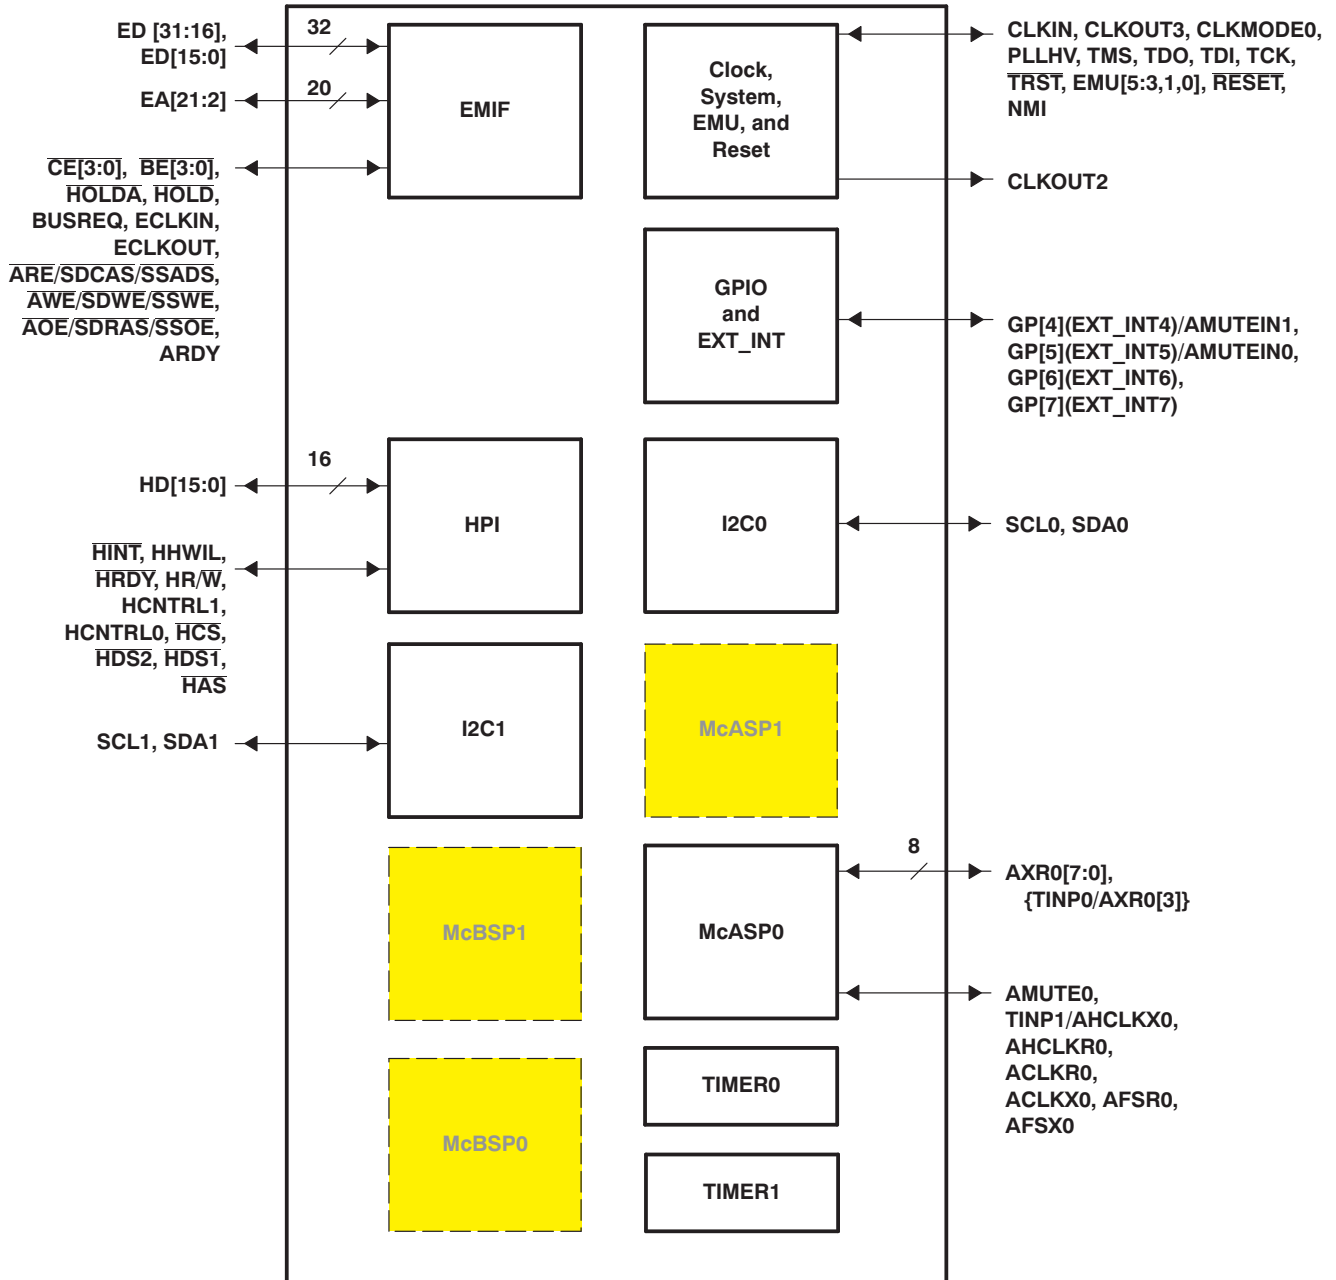 ED [31:16],
ED[15:0]
32
EA[21:2]
20
EMIF
CE[3:0], BE[3:0],
HOLDA, HOLD,
BUSREQ, ECLKIN,
ECLKOUT,
ARE/SDCAS/SSADS,
AWE/SDWE/SSWE,
AOE/SDRAS/SSOE,
ARDY
Clock,
System,
EMU, and
Reset
CLKIN, CLKOUT3, CLKMODE0,
PLLHV, TMS, TDO, TDI, TCK,
TRST, EMU[5:3,1,0], RESET,
NMI
CLKOUT2
GPIO
and
EXT_INT
GP[4](EXT_INT4)/AMUTEIN1,
GP[5](EXT_INT5)/AMUTEIN0,
GP[6](EXT_INT6),
GP[7](EXT_INT7)
HD[15:0]
16
HPI
HINT, HHWIL,
HRDY, HR/W,
HCNTRL1,
HCNTRL0, HCS,
HDS2, HDS1,
HAS
I2C0
SCL0, SDA0
SCL1, SDA1
I2C1
McASP1
McBSP1
McASP0
8
AXR0[7:0],
{TINP0/AXR0[3]}
AMUTE0,
TINP1/AHCLKX0,
AHCLKR0,
ACLKR0,
ACLKX0, AFSR0,
AFSX0
McBSP0
TIMER0
TIMER1